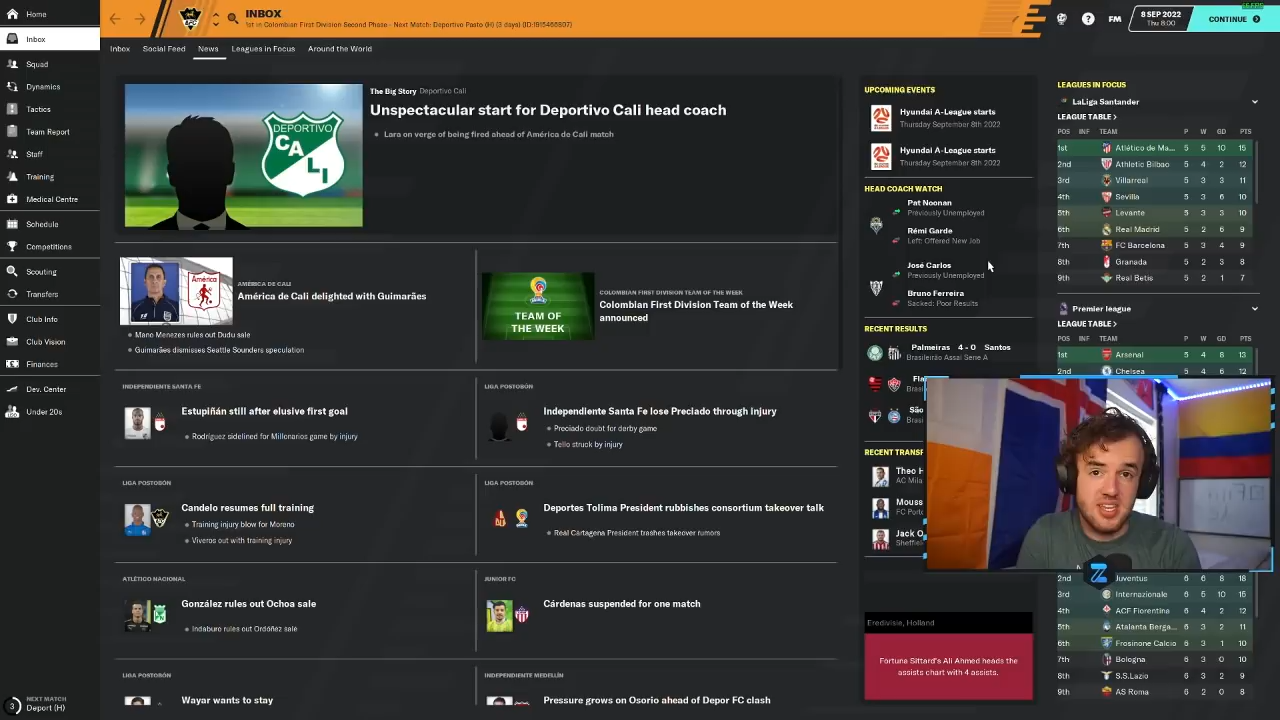 Home
Inbox
Squad
Dynamics
Tactics
Team Report
Staff
Training
Medical Centre
Schedule
Competitions
Scouting
Transfers
Club Info
Club Vision
Finances
Dev. Center
Under 20s
3 NEXT MATCH
Deport (H)
INBOX
1st in Colombian First Division Second Phase - Next Match: Deportivo Pasto (H) (3 days) (ID:1915466807)
FM
8 SEP 2022
Thu 8:00
CONTINUE
Inbox Social Feed News Leagues in Focus Around the World
DEPORTIVO
CALI
The Big Story Deportivo Cali
Unspectacular start for Deportivo Cali head coach
Lara on verge of being fired ahead of América de Cali match
América
AMÉRICA DE CALI
América de Cali delighted with Guimarães
Mano Menezes rules out Dudu sale
Guimarães dismisses Seattle Sounders speculation
TEAM OF
THE WEEK
COLOMBIAN FIRST DIVISION TEAM OF THE WEEK
Colombian First Division Team of the Week
announced
INDEPENDIENTE SANTA FE
Estupiñán still after elusive first goal
Rodríguez sidelined for Millonarios game by injury
LIGA POSTOBÓN
Independiente Santa Fe lose Preciado through injury
Preciado doubt for derby game
Tello struck by injury
LIGA POSTOBÓN
Candelo resumes full training
Training injury blow for Moreno
Viveros out with training injury
LIGA POSTOBÓN
Deportes Tolima President rubbishes consortium takeover talk
Real Cartagena President trashes takeover rumors
ATLÉTICO NACIONAL
González rules out Ochoa sale
Indaburo rules out Ordóñez sale
JUNIOR FC
Cárdenas suspended for one match
LIGA POSTOBÓN
Wayar wants to stay
INDEPENDIENTE MEDELLÍN
Pressure grows on Osorio ahead of Depor FC clash
UPCOMING EVENTS
Hyundai A-League starts
Thursday September 8th 2022
Hyundai A-League starts
Thursday September 8th 2022
HEAD COACH WATCH
Pat Noonan
Previously Unemployed
Rémi Garde
Left: Offered New Job
José Carlos
Previously Unemployed
Bruno Ferreira
Sacked: Poor Results
RECENT RESULTS
Palmeiras 4 - 0 Santos
Brasileirão Assaí Série A
Fla
Brasi
São
Brasi
RECENT TRANSF
Theo H
AC Mila
Mouss
FC Port
Jack O
Sheffiel
Eredivisie, Holland
Fortuna Sittard's Ali Ahmed heads the
assists chart with 4 assists.
LEAGUES IN FOCUS
LaLiga Santander
LEAGUE TABLE >
POS INF TEAM P W GD PTS
1st Atlético de Ma... 5 5 10 15
2nd Athletic Bilbao 5 4 2 12
3rd Villarreal 5 3 3 11
4th Sevilla 5 3 6 10
5th Levante 5 3 3 10
6th Real Madrid 5 2 6 9
7th FC Barcelona 5 3 4 9
8th Granada 5 2 3 8
9th Real Betis 5 2 1 7
Premier league
LEAGUE TABLE >
POS INF TEAM P W GD PTS
1st Arsenal 5 4 8 13
2nd Chelsea 5 4 6 12
2nd Juventus 6 6 8 18
3rd Internazionale 6 5 10 15
4th ACF Fiorentina 6 4 2 12
5th Atalanta Berga... 6 3 2 11
6th Frosinone Calcio 6 3 1 10
7th Bologna 6 3 0 10
8th S.S.Lazio 6 3 2 9
9th AS Roma 6 2 0 8